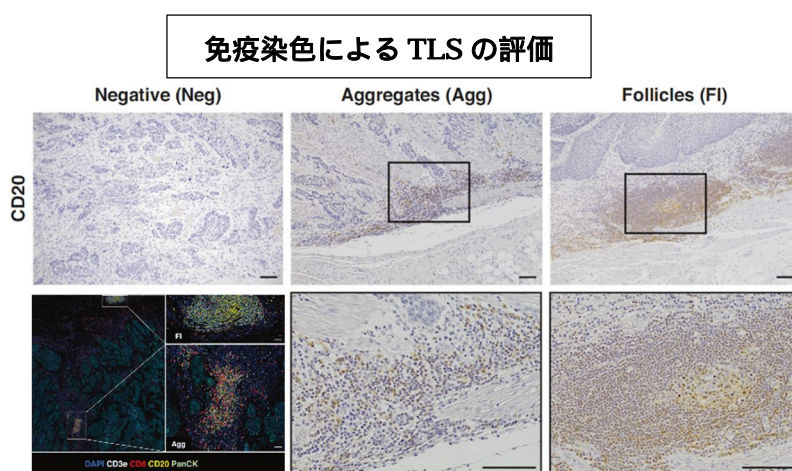 免疫染色による TLS の評価
Negative (Neg)
Aggregates (Agg)
Follicles (Fl)
CD20
Fl
Agg
DAPI CD3e CD8 CD20 PanCK